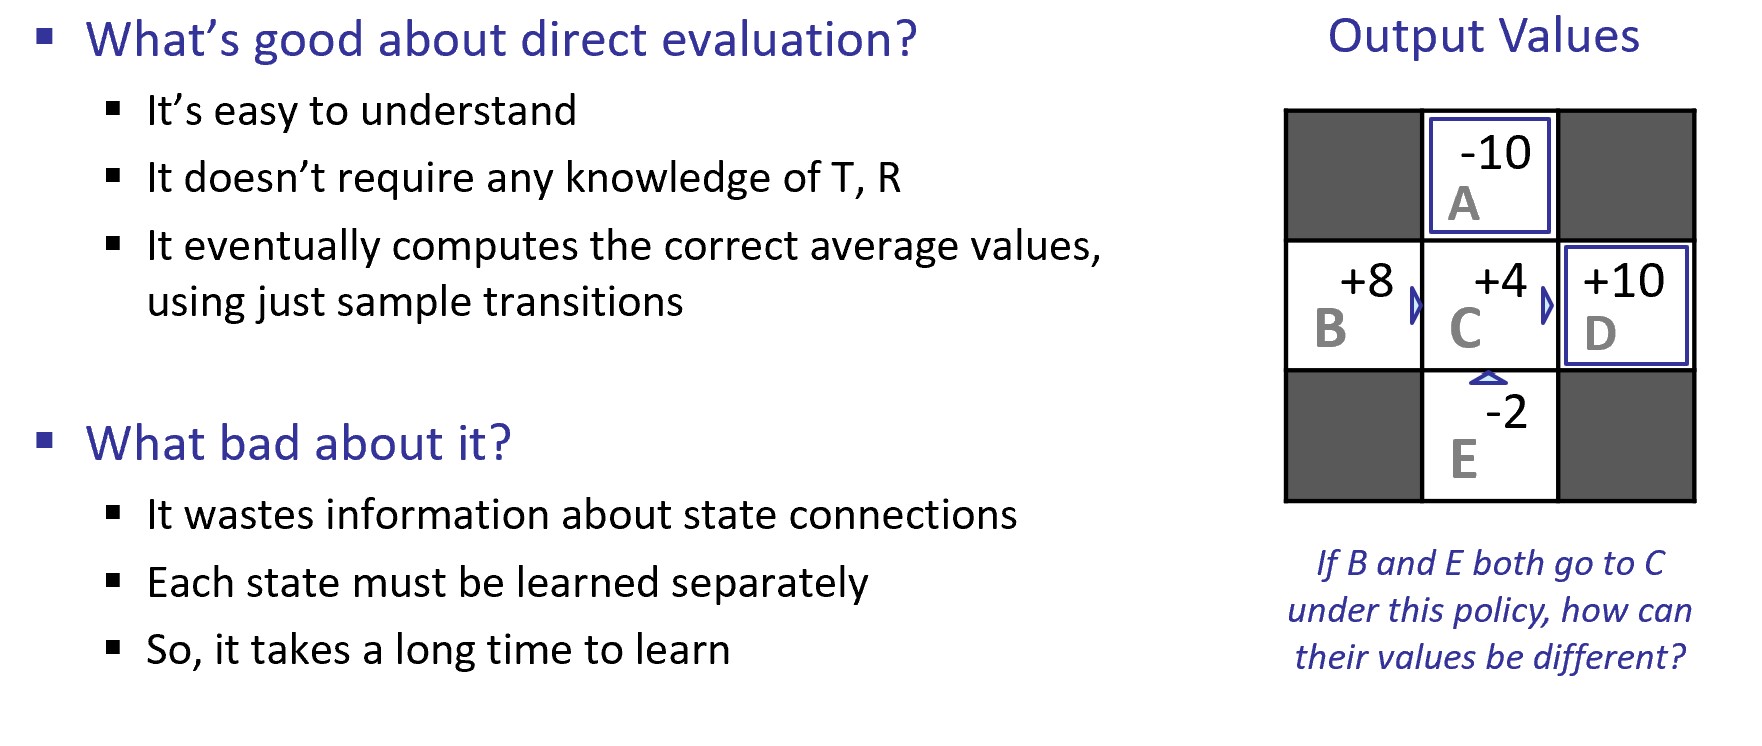 What's good about direct evaluation?
It's easy to understand
It doesn't require any knowledge of T, R
It eventually computes the correct average values,
using just sample transitions
What bad about it?
It wastes information about state connections
Each state must be learned separately
So, it takes a long time to learn
Output Values
-10
A
+8
B
+4
C
+10
D
-2
E
If B and E both go to C
under this policy, how can
their values be different?